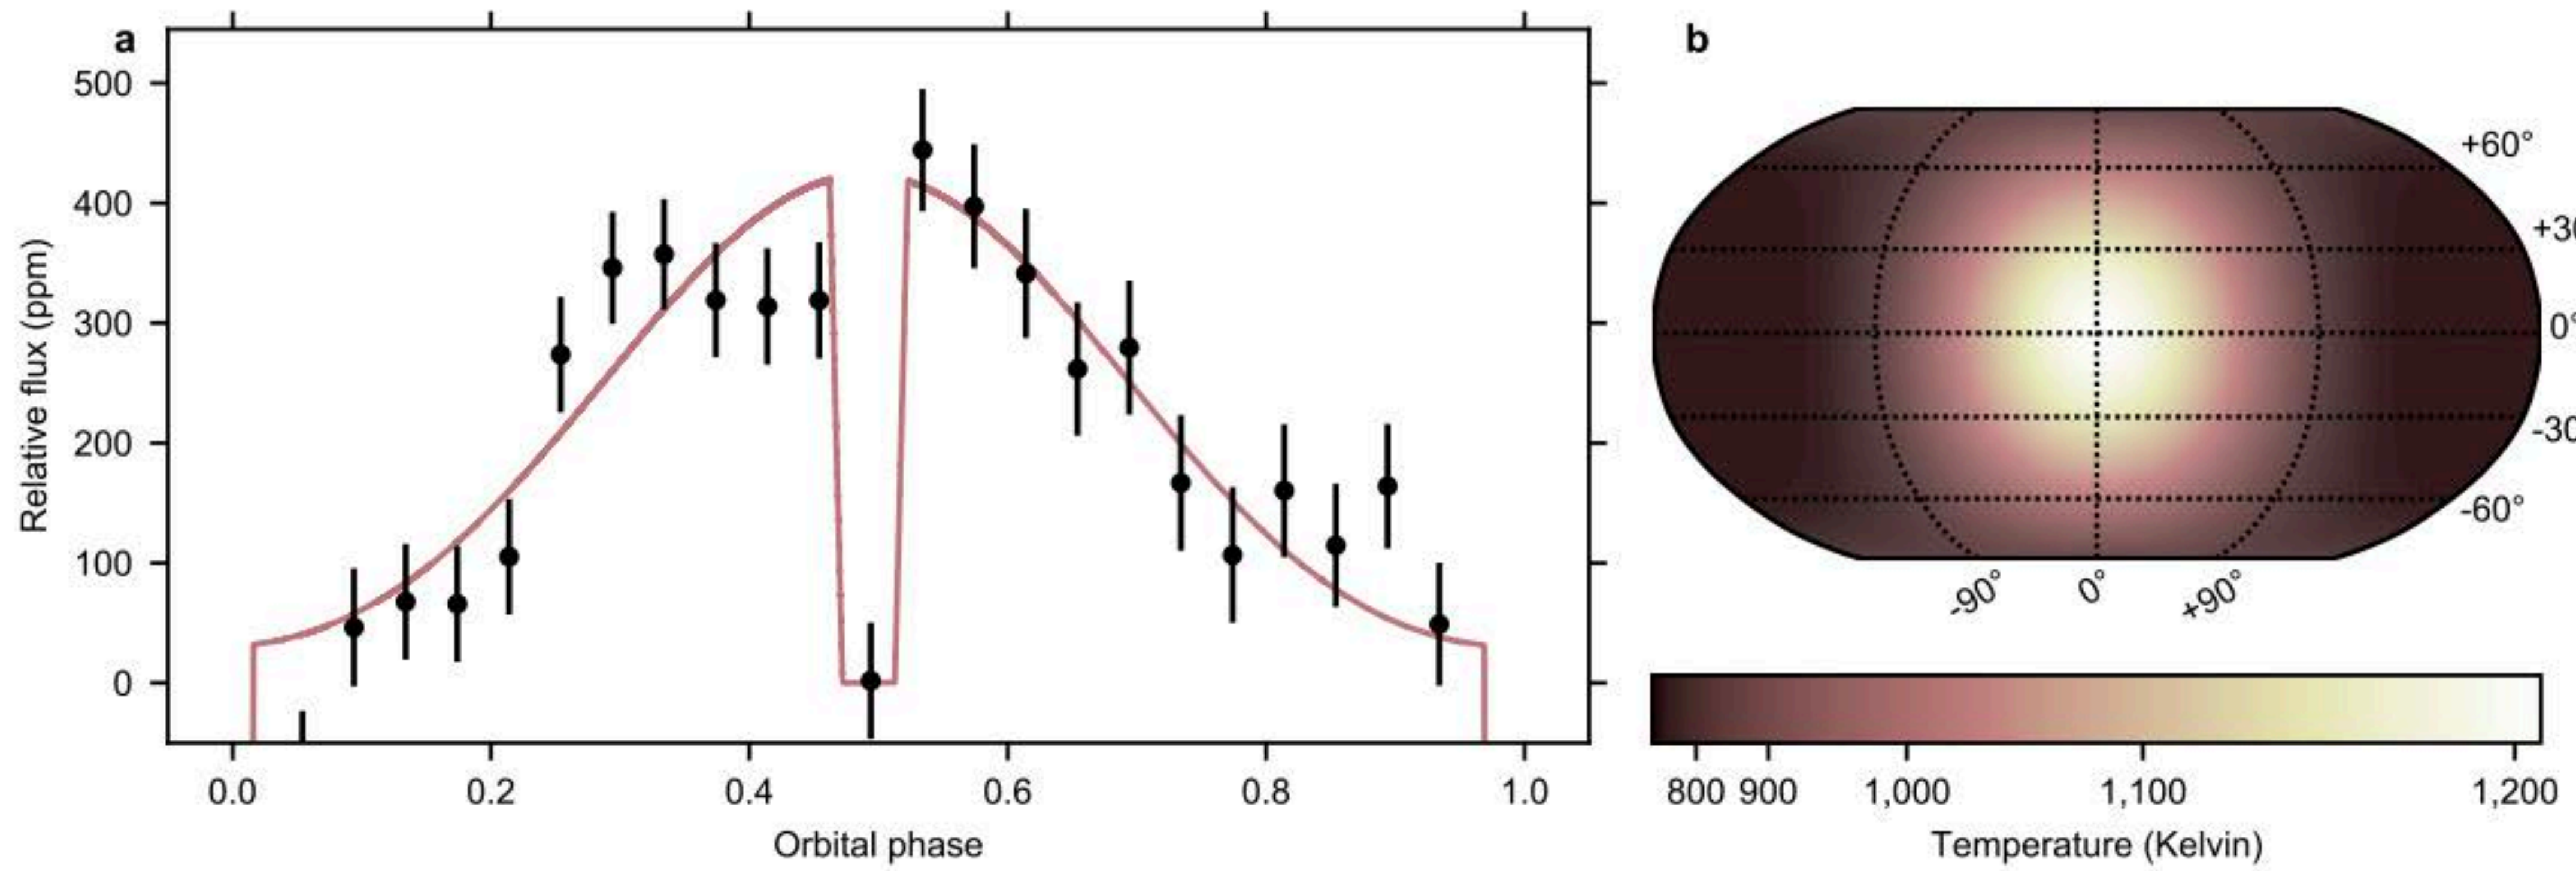 a
500
400
300
200
100
0
Relative flux (ppm)
0.0 0.2 0.4 0.6 0.8 1.0
Orbital phase
b
+60°
+30
0°
-30
-60°
-90° 0° +90°
800 900 1,000 1,100 1,200
Temperature (Kelvin)